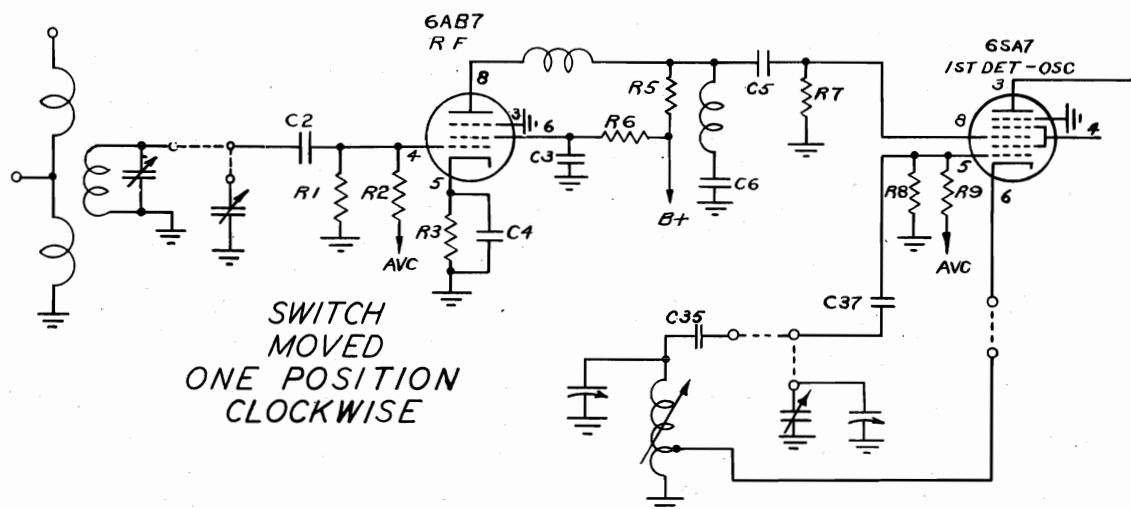 6AB7
RF
8
3
6
4
5
C2
R1
R2
AVC
R3
C4
C3
R6
R5
B+
C6
C5
R7
6SA7
1ST DET-OSC
3
8
4
5
6
R8
R9
AVC
C37
C35
SWITCH
MOVED
ONE POSITION
CLOCKWISE